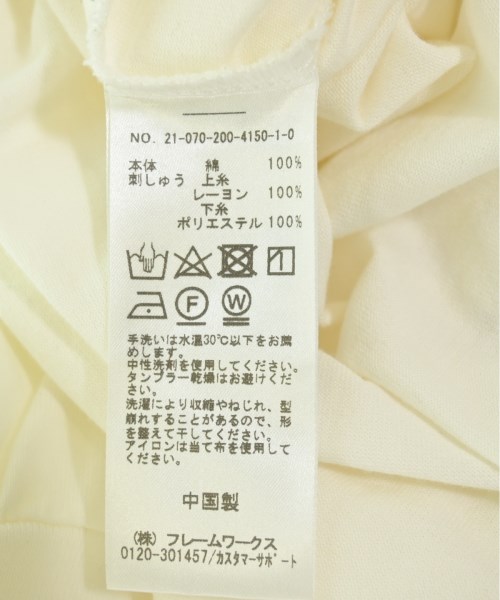 NO. 21-070-200-4150-1-0
本体 綿 100%
刺しゅう 上糸
レーヨン 100%
下糸
ポリエステル 100%
F W
手洗いは水温30℃以下をお薦
めします。
中性洗剤を使用してください。
タンブラー乾燥はお避けくだ
さい。
洗濯により収縮やねじれ、型
崩れすることがあるので、形
を整えて干してください。
アイロンは当て布を使用して
ください。
中国製
(株) フレームワークス
0120-301457/カスタマーサポート